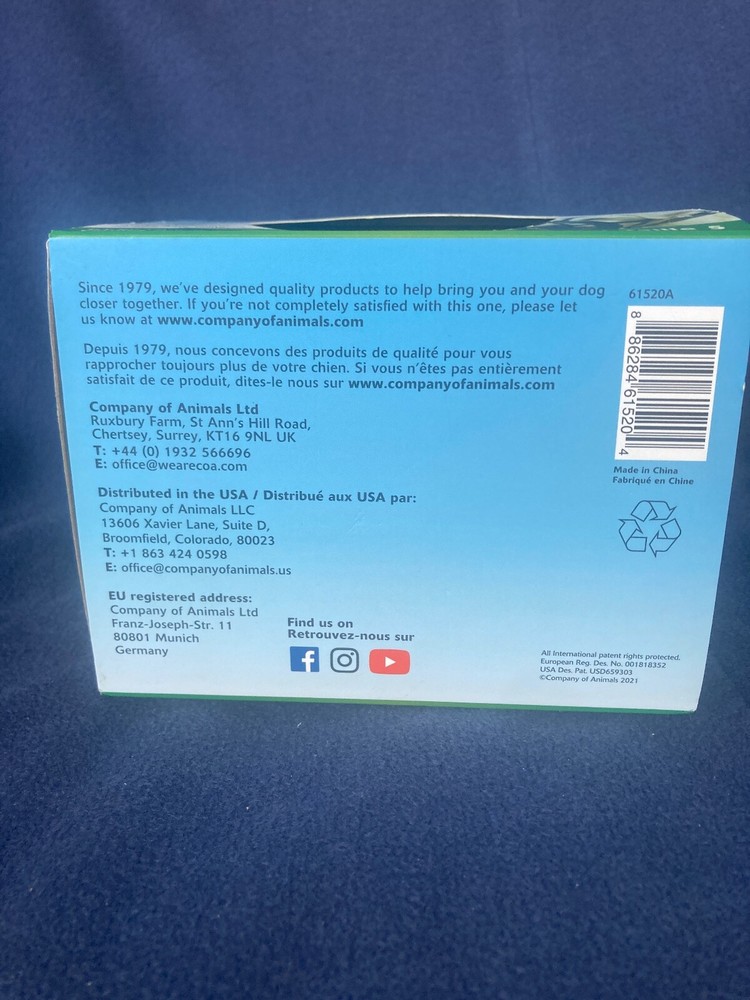 Since 1979, we've designed quality products to help bring you and your dog
closer together. If you're not completely satisfied with this one, please let
us know at www.companyofanimals.com
Depuis 1979, nous concevons des produits de qualité pour vous
rapprocher toujours plus de votre chien. Si vous n'êtes pas entièrement
satisfait de ce produit, dites-le nous sur www.companyofanimals.com
Company of Animals Ltd
Ruxbury Farm, St Ann's Hill Road,
Chertsey, Surrey, KT16 9NL UK
T: +44 (0) 1932 566696
E: office@wearecoa.com
Distributed in the USA / Distribué aux USA par:
Company of Animals LLC
13606 Xavier Lane, Suite D,
Broomfield, Colorado, 80023
T: +1 863 424 0598
E: office@companyofanimals.us
EU registered address:
Company of Animals Ltd
Franz-Joseph-Str. 11
80801 Munich
Germany
Find us on
Retrouvez-nous sur
61520A
8 86284 61520 4
Made in China
Fabriqué en Chine
All International patent rights protected.
European Reg. Des. No. 001818352
USA Des. Pat. USD659303
©Company of Animals 2021